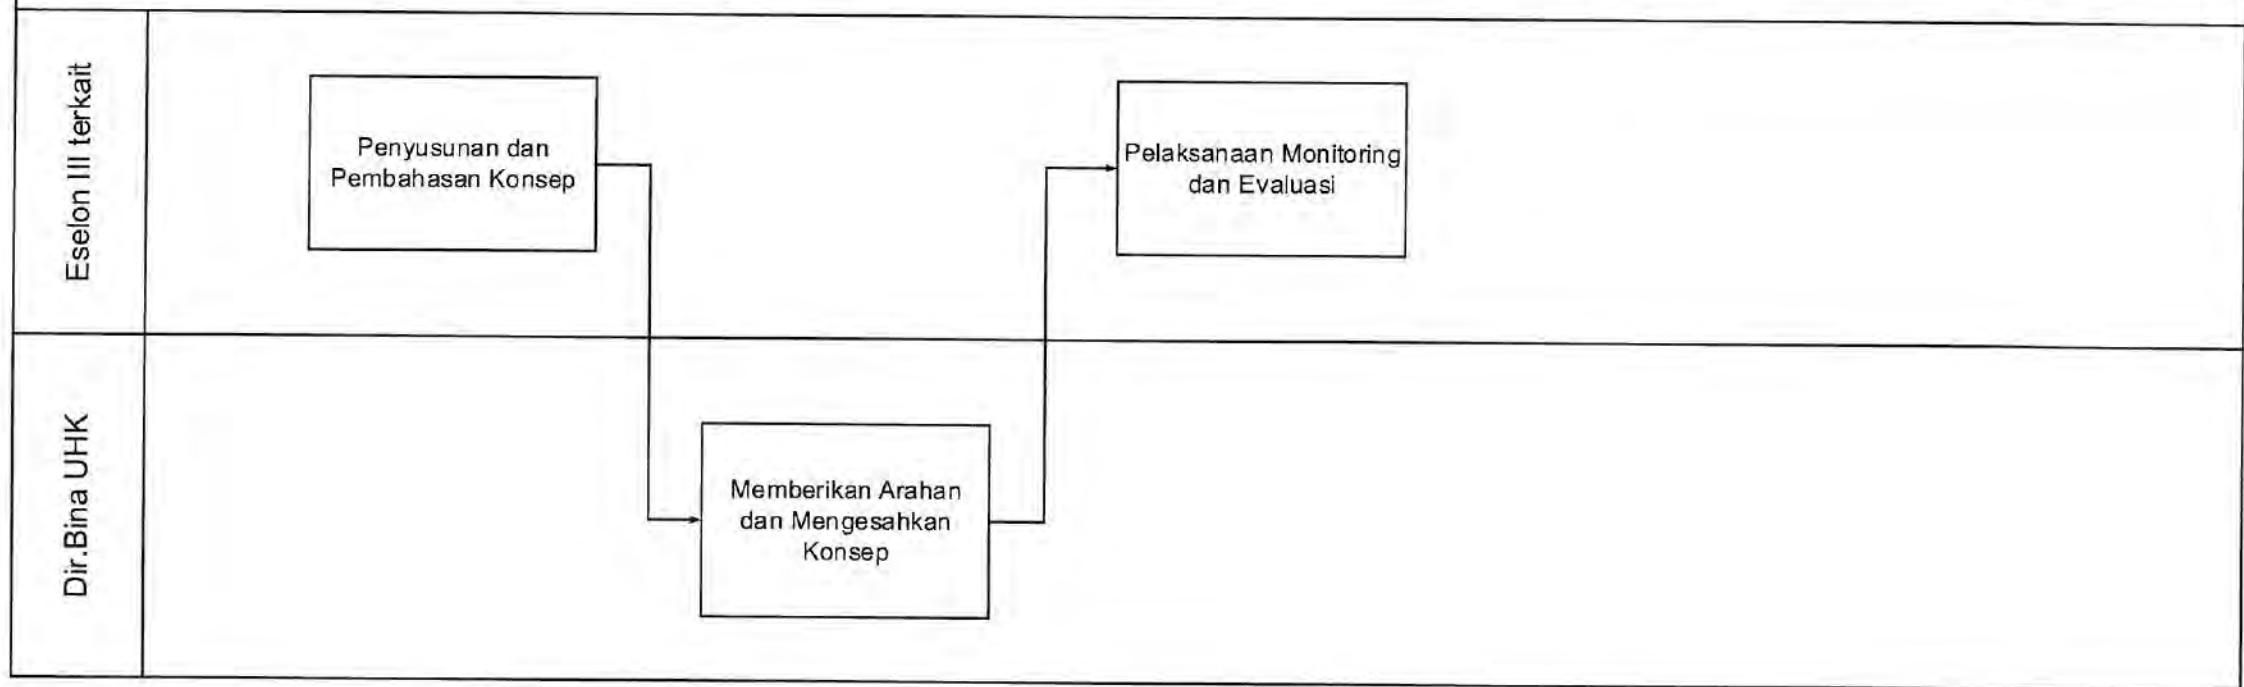 Eselon III terkait
Penyusunan dan
Pembahasan Konsep
Pelaksanaan Monitoring
dan Evaluasi
Dir.Bina UHK
Memberikan Arahan
dan Mengesahkan
Konsep